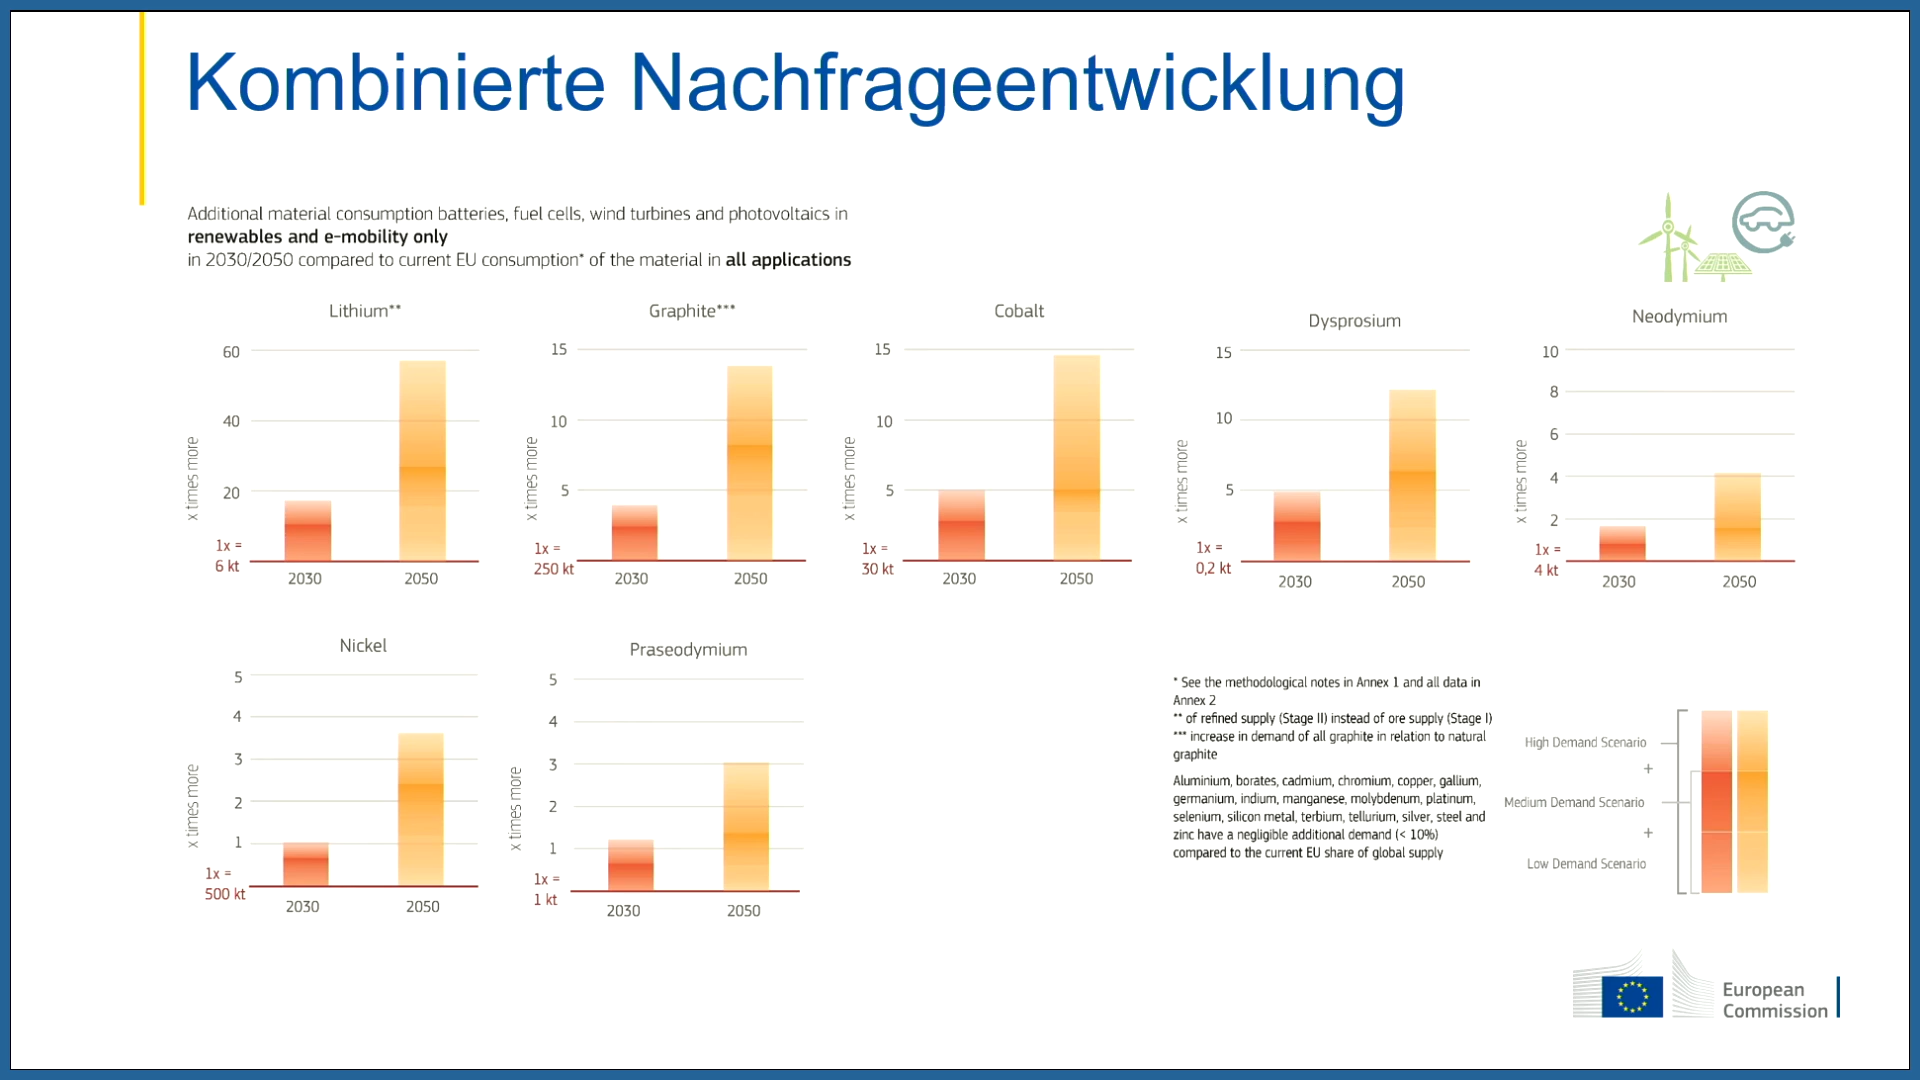 Kombinierte Nachfrageentwicklung
Additional material consumption batteries, fuel cells, wind turbines and photovoltaics in
renewables and e-mobility only
in 2030/2050 compared to current EU consumption* of the material in all applications
Lithium**
60
40
20
x times more
1x =
6 kt
2030
2050
Graphite***
15
10
5
x times more
1x =
250 kt
2030
2050
Cobalt
15
10
5
x times more
1x =
30 kt
2030
2050
Dysprosium
15
10
5
x times more
1x =
0,2 kt
2030
2050
Neodymium
10
8
6
4
2
x times more
1x =
4 kt
2030
2050
Nickel
5
4
3
2
1
x times more
1x =
500 kt
2030
2050
Praseodymium
5
4
3
2
1
x times more
1x =
1 kt
2030
2050
* See the methodological notes in Annex 1 and all data in
Annex 2
** of refined supply (Stage II) instead of ore supply (Stage I)
*** increase in demand of all graphite in relation to natural
graphite
Aluminium, borates, cadmium, chromium, copper, gallium,
germanium, indium, manganese, molybdenum, platinum,
selenium, silicon metal, terbium, tellurium, silver, steel and
zinc have a negligible additional demand (< 10%)
compared to the current EU share of global supply
High Demand Scenario
+
Medium Demand Scenario
+
Low Demand Scenario
European
Commission